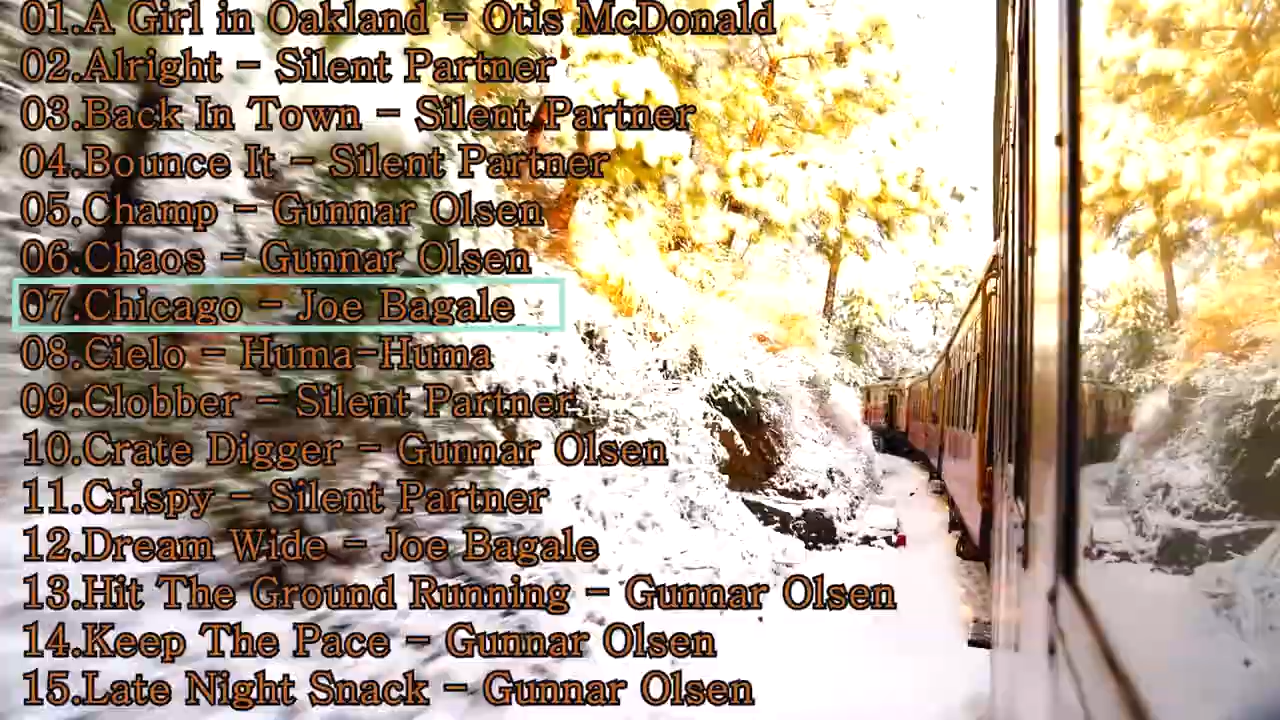 01.A Girl in Oakland - Otis McDonald
02.Alright - Silent Partner
03.Back In Town - Silent Partner
04.Bounce It - Silent Partner
05.Champ - Gunnar Olsen
06.Chaos - Gunnar Olsen
07.Chicago - Joe Bagale
08.Cielo - Huma-Huma
09.Clobber - Silent Partner
10.Crate Digger - Gunnar Olsen
11.Crispy - Silent Partner
12.Dream Wide - Joe Bagale
13.Hit The Ground Running - Gunnar Olsen
14.Keep The Pace - Gunnar Olsen
15.Late Night Snack - Gunnar Olsen